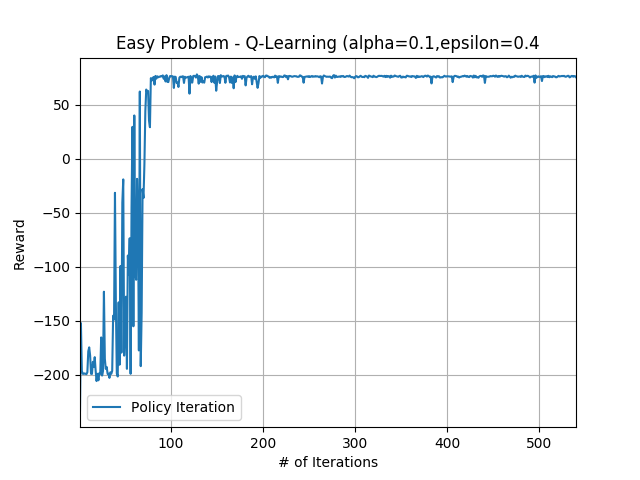 Easy Problem - Q-Learning (alpha=0.1,epsilon=0.4
50
0
−50
−100
−150
−200
Reward
Policy Iteration
100 200 300 400 500
# of Iterations